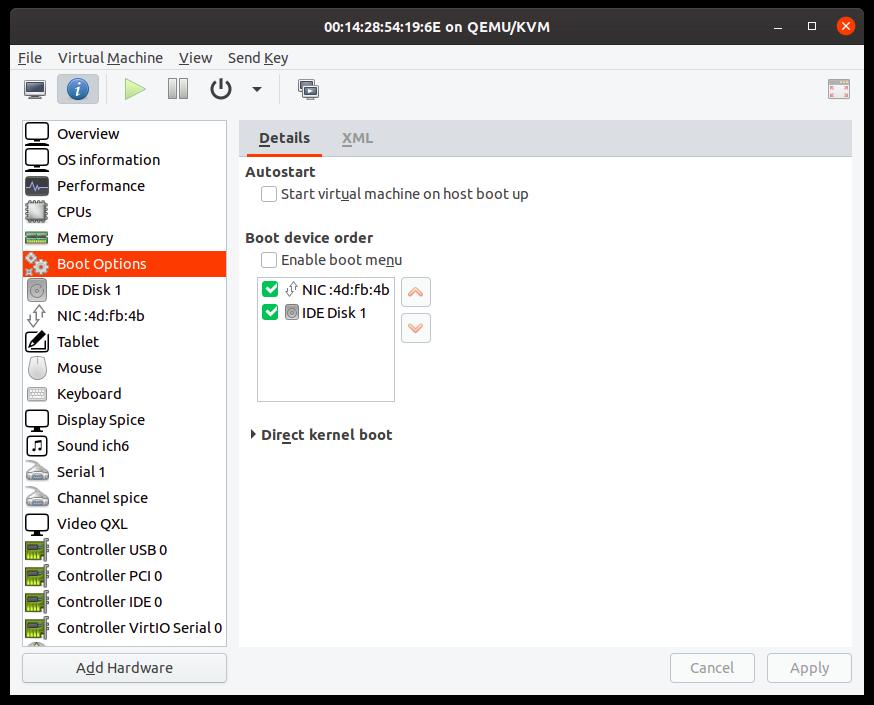 00:14:28:54:19:6E on QEMU/KVM
File Virtual Machine View Send Key
Overview
OS information
Performance
CPUs
Memory
Boot Options
IDE Disk 1
NIC :4d:fb:4b
Tablet
Mouse
Keyboard
Display Spice
Sound ich6
Serial 1
Channel spice
Video QXL
Controller USB 0
Controller PCI 0
Controller IDE 0
Controller VirtIO Serial 0
Add Hardware
Details XML
Autostart
Start virtual machine on host boot up
Boot device order
Enable boot menu
NIC :4d:fb:4b
IDE Disk 1
Direct kernel boot
Cancel Apply